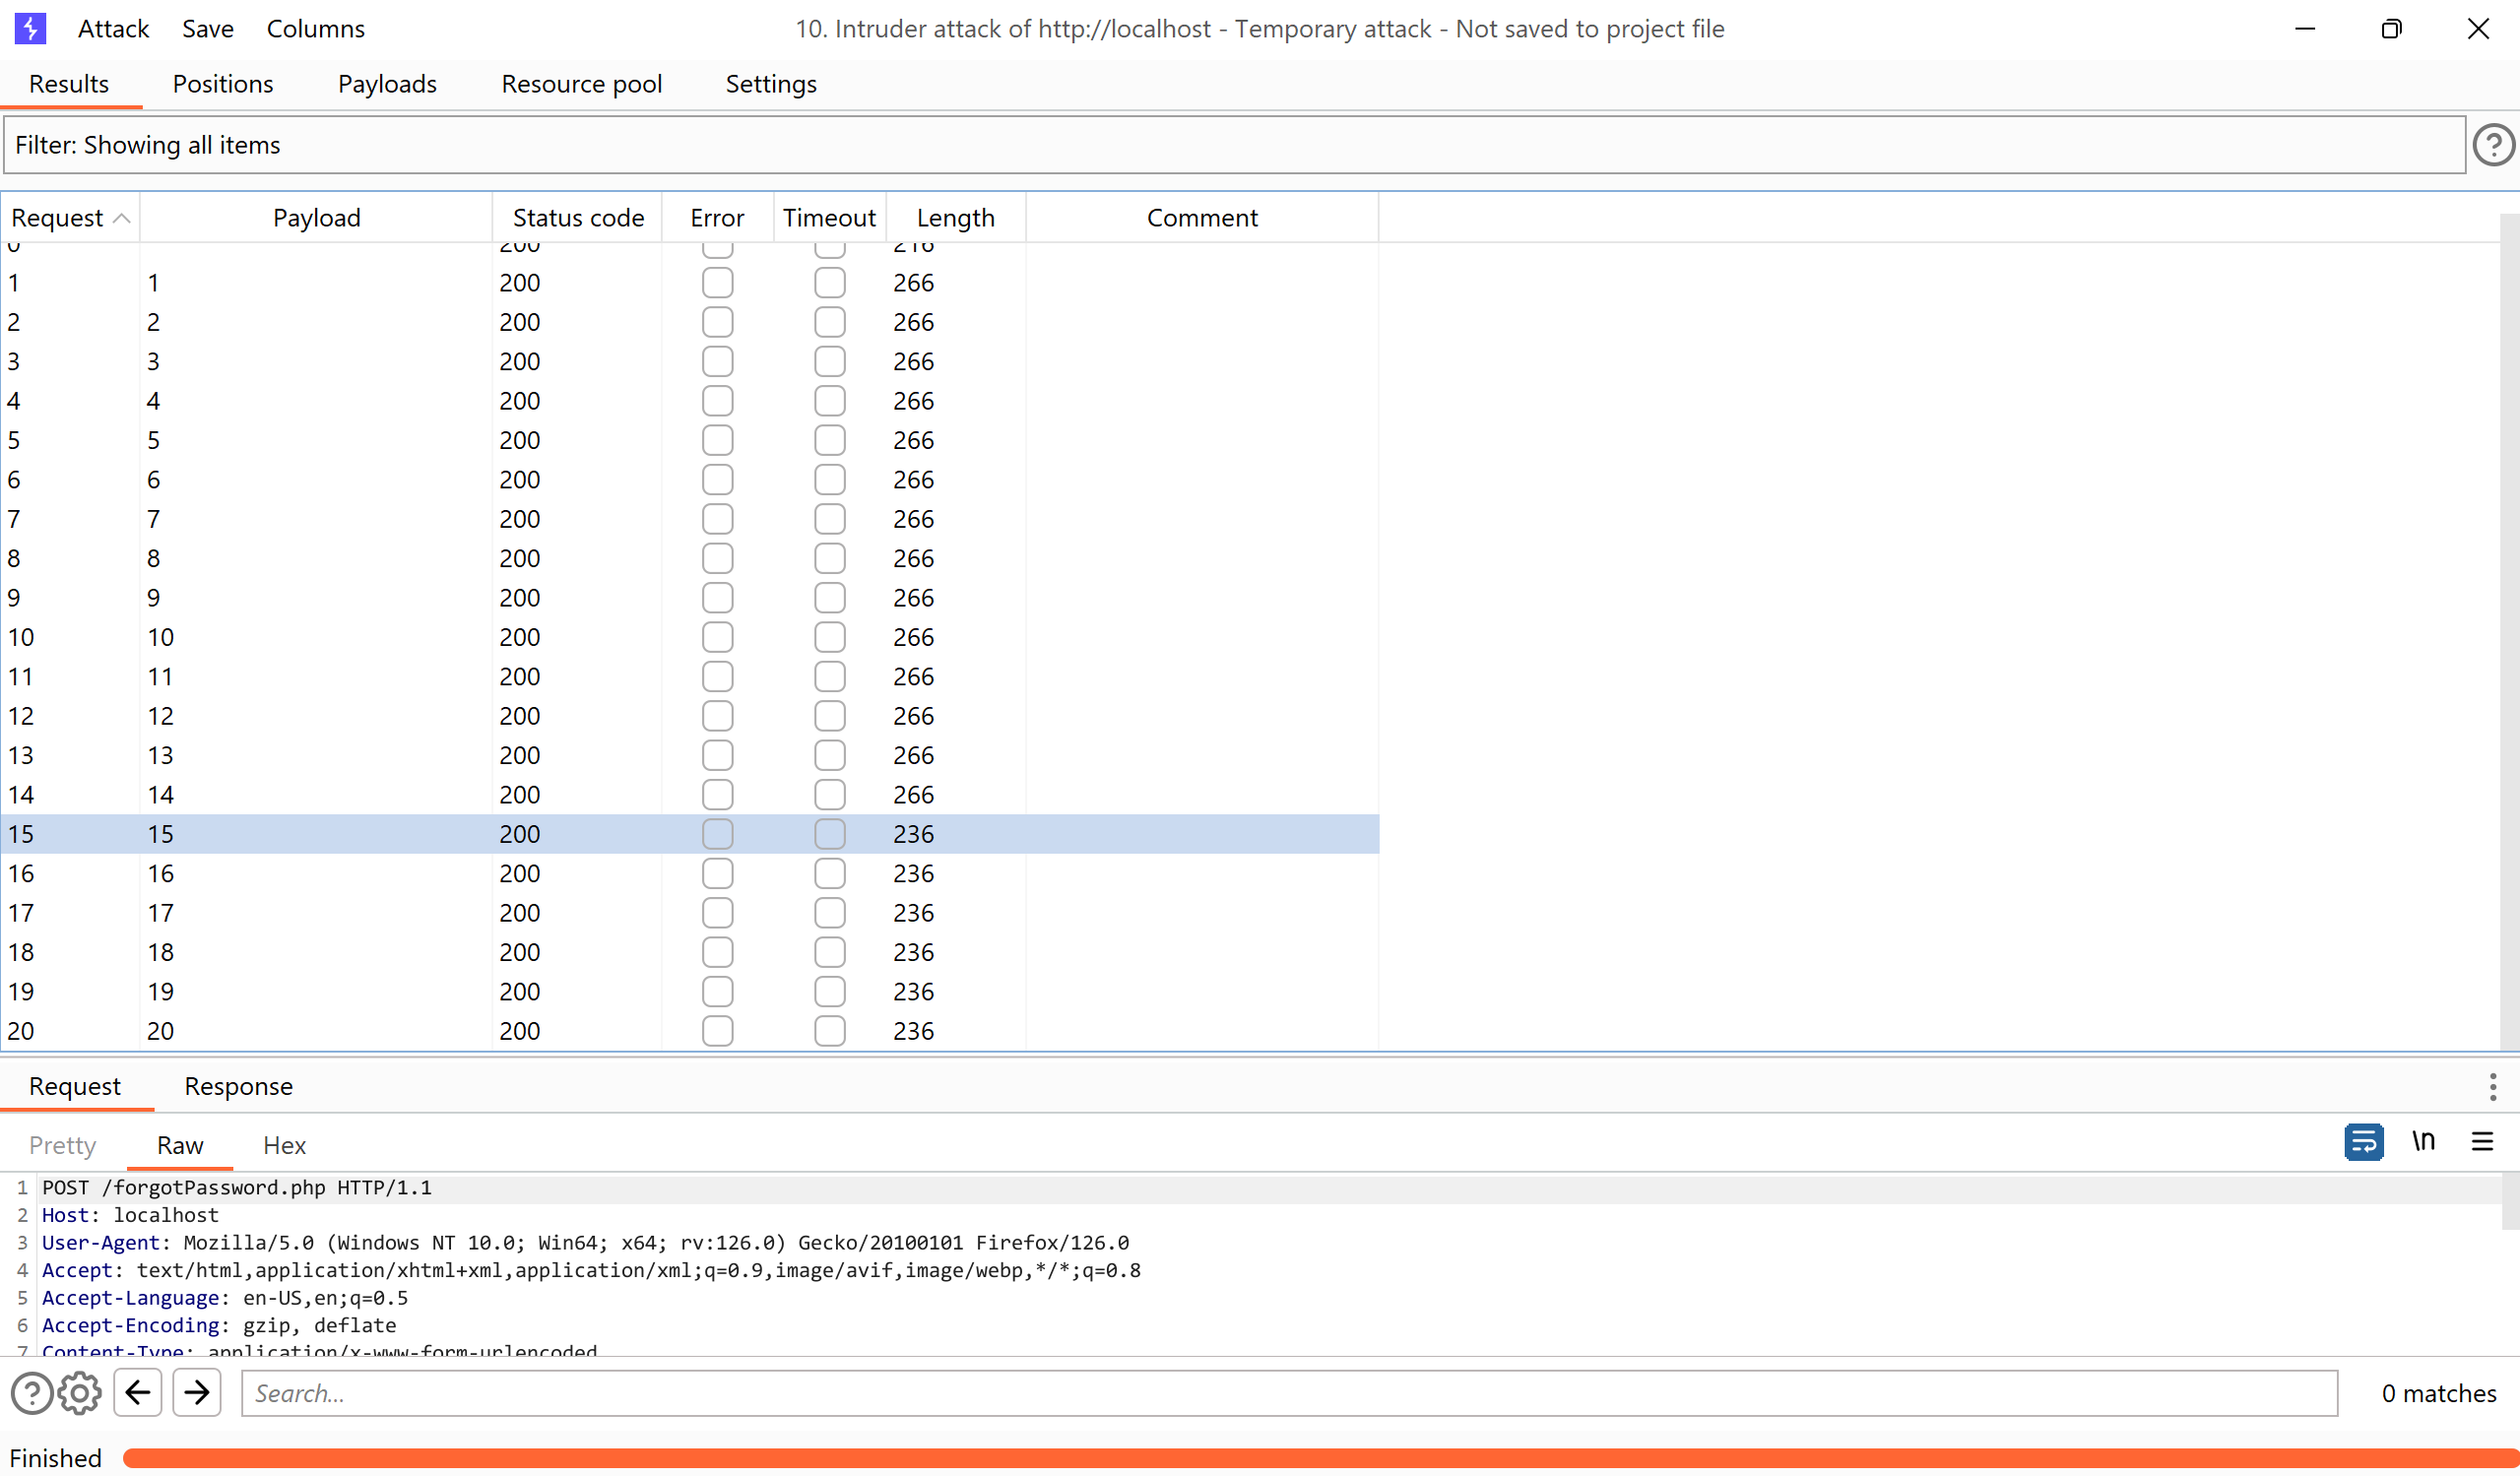 Attack Save Columns 10. Intruder attack of http://localhost - Temporary attack - Not saved to project file
Results Positions Payloads Resource pool Settings
Filter: Showing all items
Request Payload Status code Error Timeout Length Comment
0 200 216
1 1 200 266
2 2 200 266
3 3 200 266
4 4 200 266
5 5 200 266
6 6 200 266
7 7 200 266
8 8 200 266
9 9 200 266
10 10 200 266
11 11 200 266
12 12 200 266
13 13 200 266
14 14 200 266
15 15 200 236
16 16 200 236
17 17 200 236
18 18 200 236
19 19 200 236
20 20 200 236
Request Response
Pretty Raw Hex \n
1 POST /forgotPassword.php HTTP/1.1
2 Host: localhost
3 User-Agent: Mozilla/5.0 (Windows NT 10.0; Win64; x64; rv:126.0) Gecko/20100101 Firefox/126.0
4 Accept: text/html,application/xhtml+xml,application/xml;q=0.9,image/avif,image/webp,*/*;q=0.8
5 Accept-Language: en-US,en;q=0.5
6 Accept-Encoding: gzip, deflate
7 Content-Type: application/x-www-form-urlencoded
Search... 0 matches
Finished